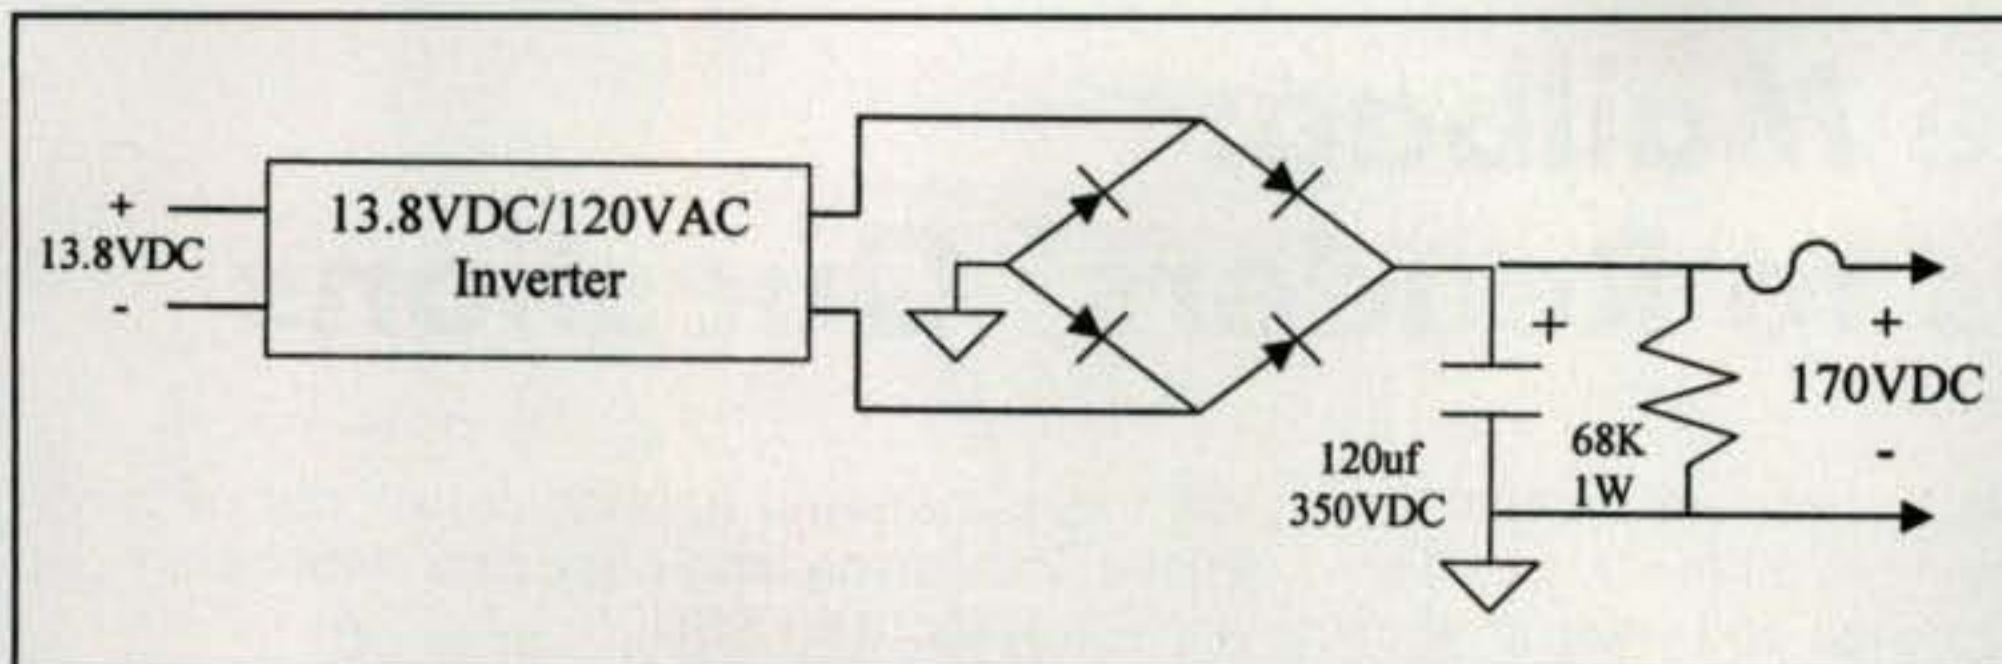 +
13.8VDC
-
13.8VDC/120VAC
Inverter
+
120uf
350VDC
68K
1W
+
170VDC
-